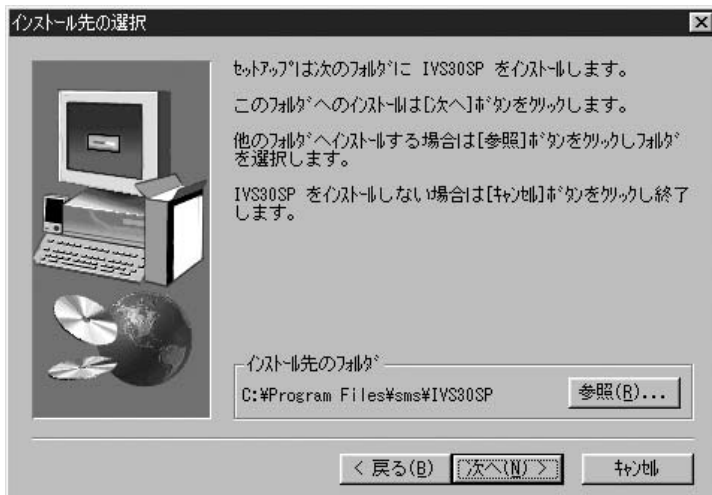 インストール先の選択
ｾｯﾄｱｯﾌﾟは次のﾌｫﾙﾀﾞに IVS30SP をｲﾝｽﾄｰﾙします。
このﾌｫﾙﾀﾞへのｲﾝｽﾄｰﾙは[次へ]ﾎﾞﾀﾝをｸﾘｯｸします。
他のﾌｫﾙﾀﾞへｲﾝｽﾄｰﾙする場合は[参照]ﾎﾞﾀﾝをｸﾘｯｸしﾌｫﾙﾀﾞ
を選択します。
IVS30SP をｲﾝｽﾄｰﾙしない場合は[ｷｬﾝｾﾙ]ﾎﾞﾀﾝをｸﾘｯｸし終了
します。
ｲﾝｽﾄｰﾙ先のﾌｫﾙﾀﾞ
C:¥Program Files¥sms¥IVS30SP
参照(R)...
< 戻る(B)
次へ(N) >
ｷｬﾝｾﾙ